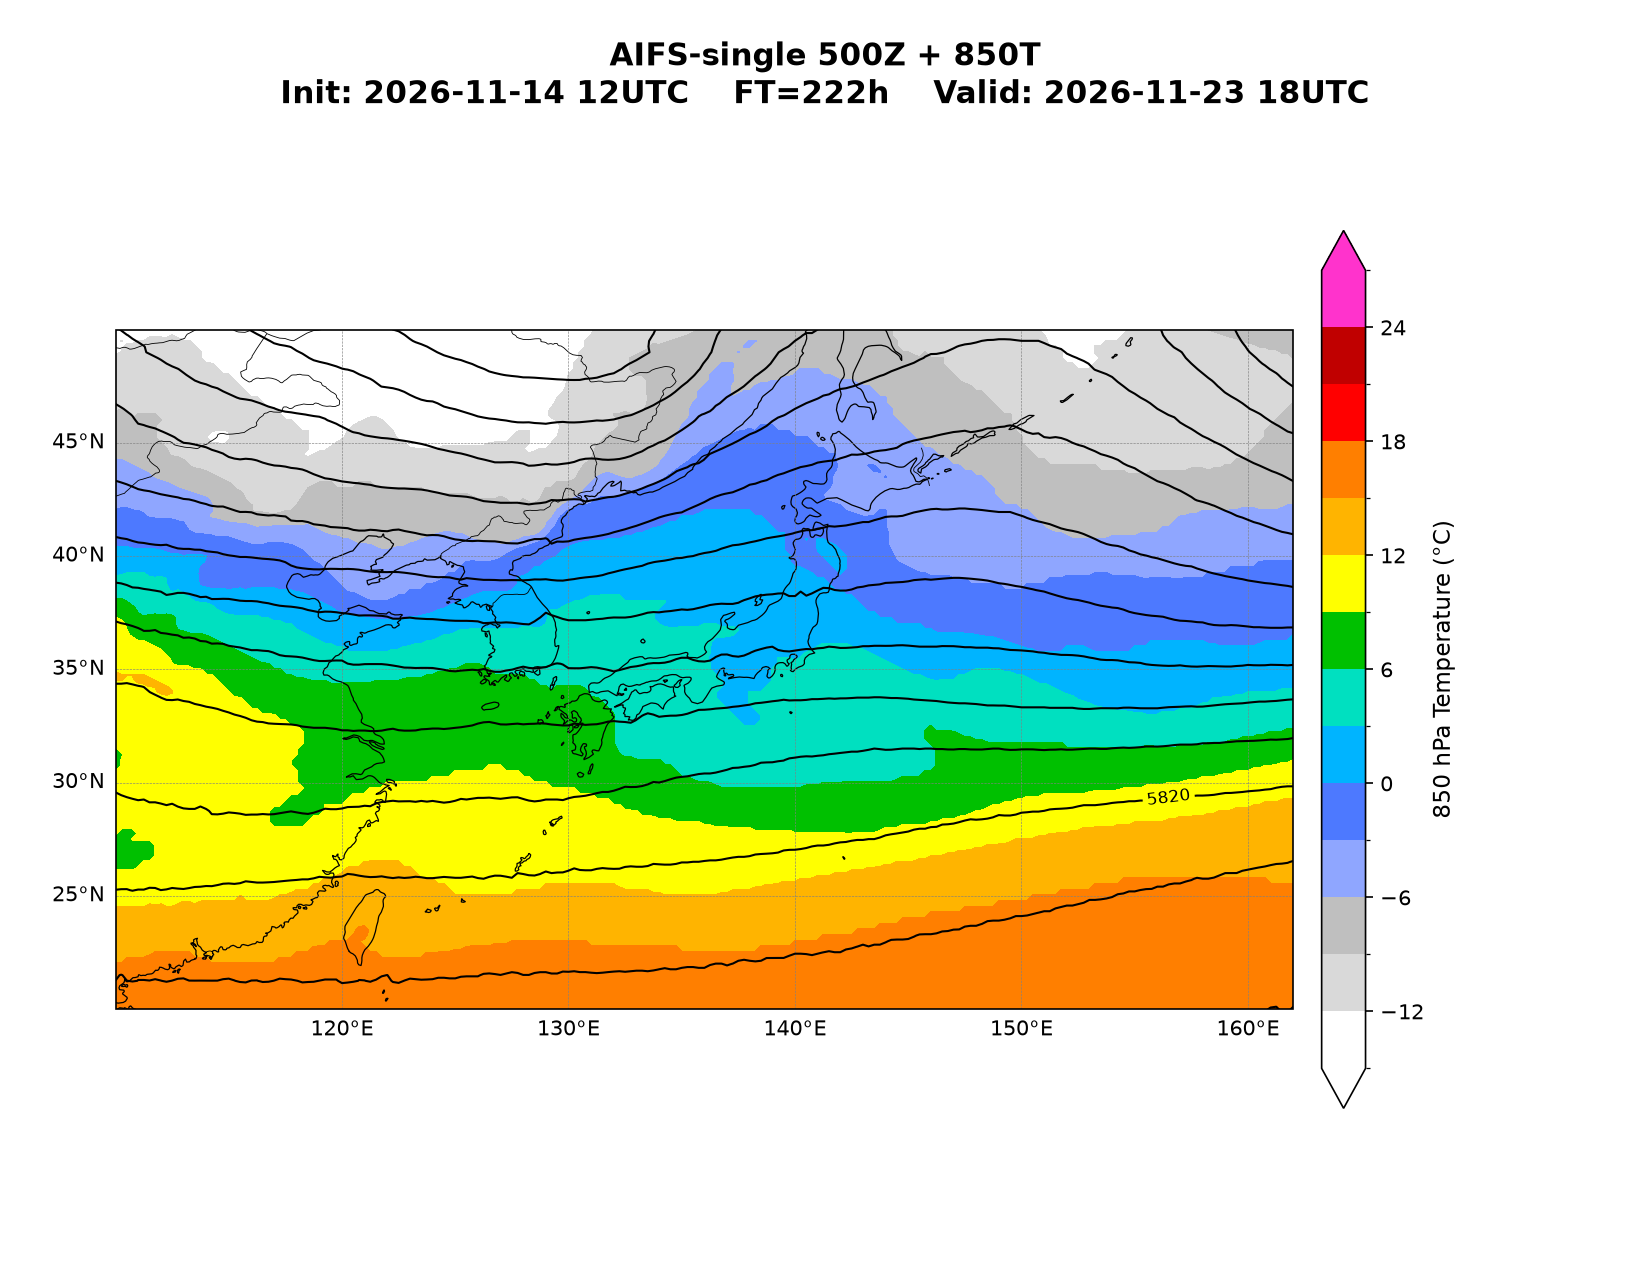 AIFS-single 500Z + 850T
Init: 2026-11-14 12UTC    FT=222h    Valid: 2026-11-23 18UTC
45°N
40°N
35°N
30°N
25°N
120°E
130°E
140°E
150°E
160°E
5820
24
18
12
6
0
−6
−12
850 hPa Temperature (°C)